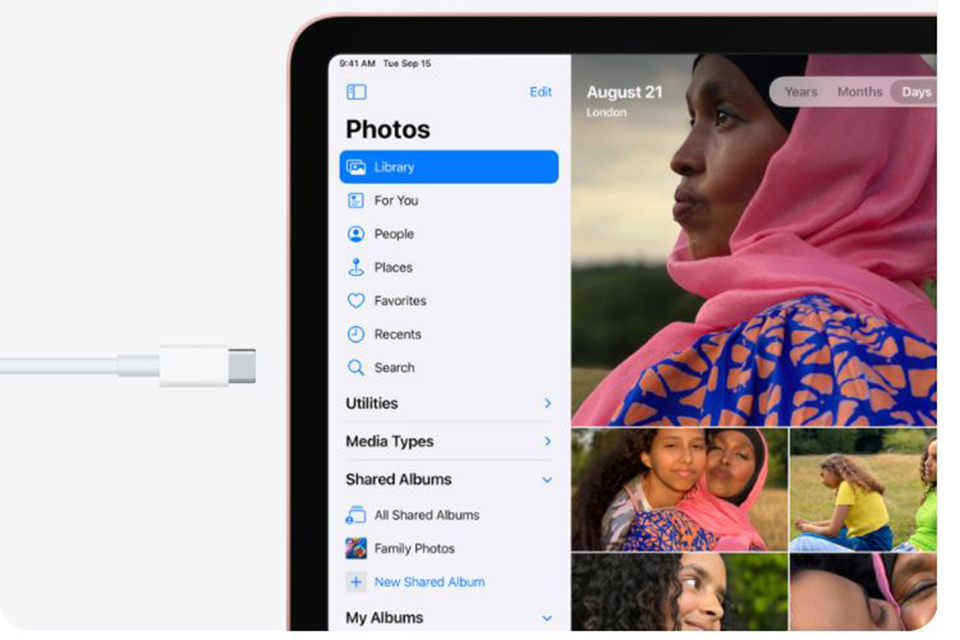 9:41 AM Tue Sep 15
Edit
Photos
Library
For You
People
Places
Favorites
Recents
Search
Utilities
Media Types
Shared Albums
All Shared Albums
Family Photos
New Shared Album
My Albums
August 21
London
Years Months Days